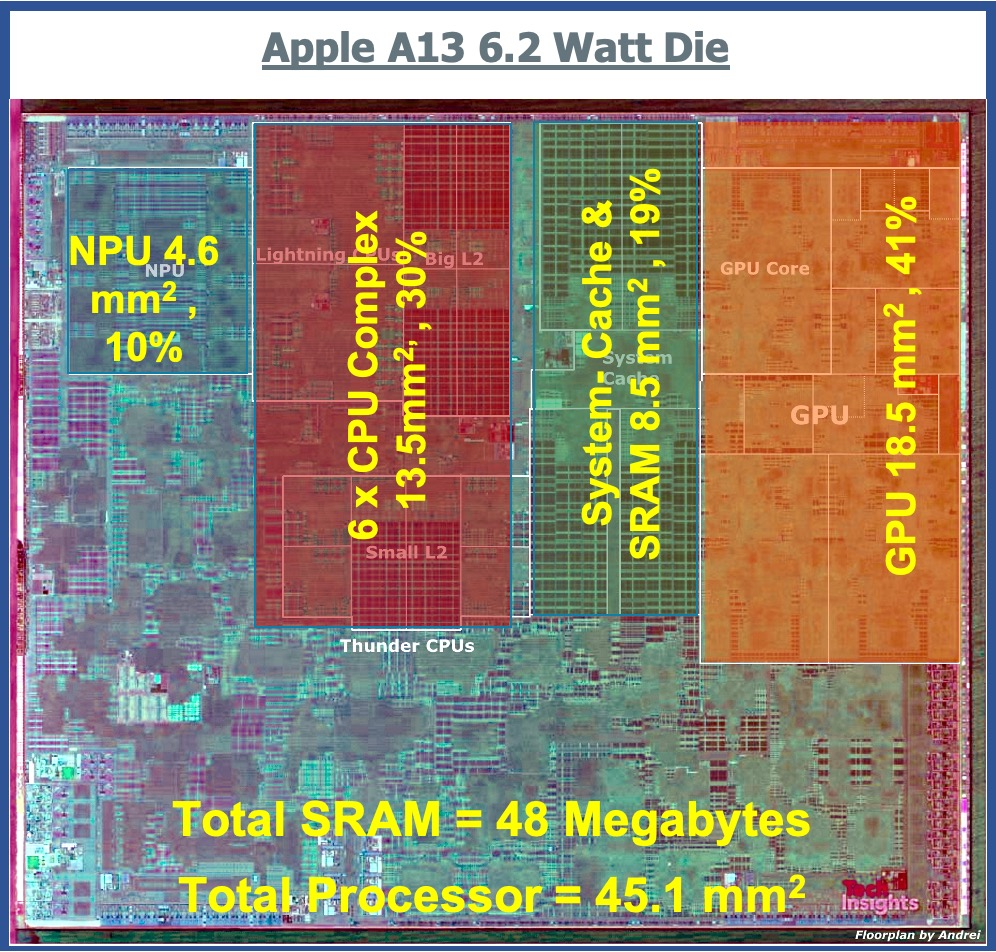 Apple A13 6.2 Watt Die
NPU 4.6
mm², 
10%
NPU
6 x CPU Complex
13.5mm²' , 30%
Lightning CPUs
Big L2
Small L2
Thunder CPUs
System- Cache &
SRAM 8.5 mm² , 19%
System
Cache
GPU Core
GPU
GPU 18.5 mm² , 41%
Total SRAM = 48 Megabytes
Total Processor = 45.1 mm²
Tech
Insights
Floorplan by Andrei